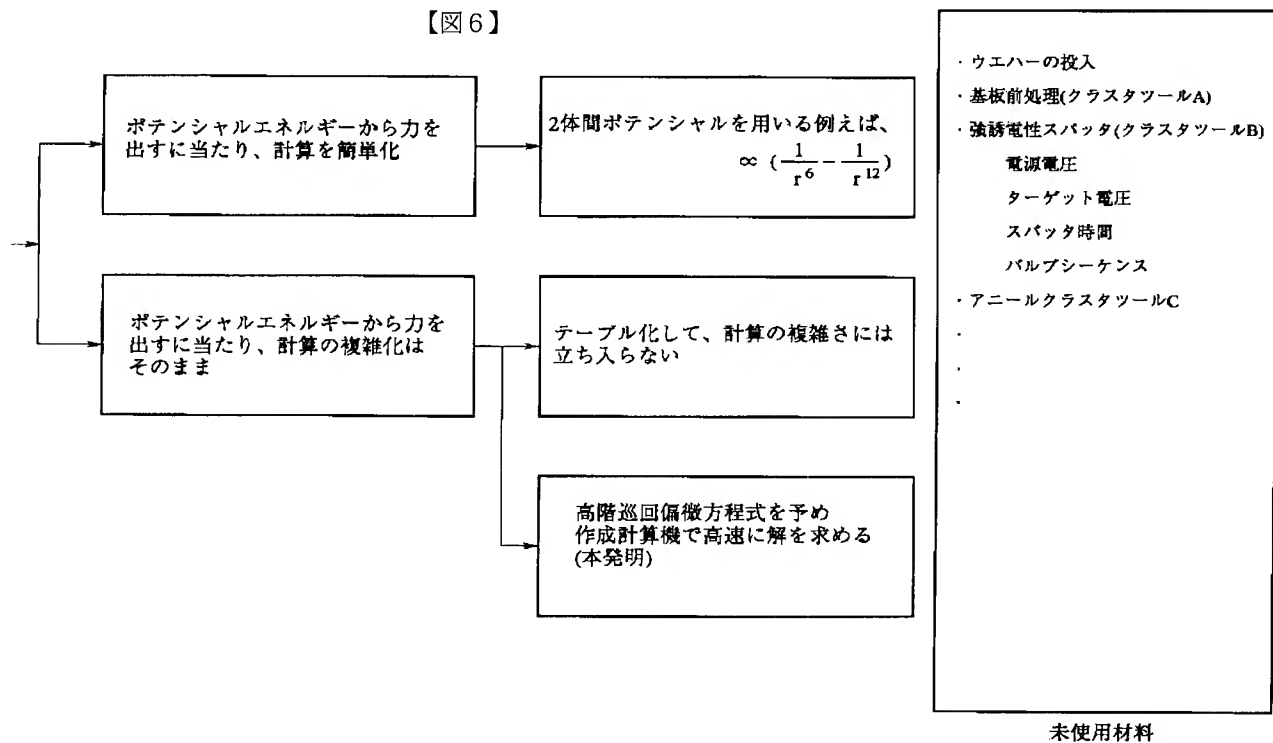 【図6】
ポテンシャルエネルギーから力を
出すに当たり、計算を簡単化
2体間ポテンシャルを用いる例えば、
∝ (1/r^6 − 1/r^12)
ポテンシャルエネルギーから力を
出すに当たり、計算の複雑化は
そのまま
テーブル化して、計算の複雑さには
立ち入らない
高階巡回偏微方程式を予め
作成計算機で高速に解を求める
(本発明)
・ウエハーの投入
・基板前処理(クラスタツールA)
・強誘電性スパッタ(クラスタツールB)
電源電圧
ターゲット電圧
スパッタ時間
バルブシーケンス
・アニールクラスタツールC
・
・
・
未使用材料